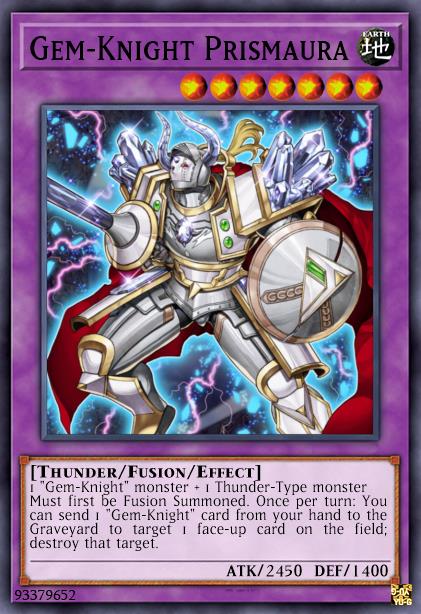 Gem-Knight Prismaura
EARTH
地
[Thunder/Fusion/Effect]
1 "Gem-Knight" monster + 1 Thunder-Type monster
Must first be Fusion Summoned. Once per turn: You
can send 1 "Gem-Knight" card from your hand to the
Graveyard to target 1 face-up card on the field;
destroy that target.
ATK/2450 DEF/1400
93379652